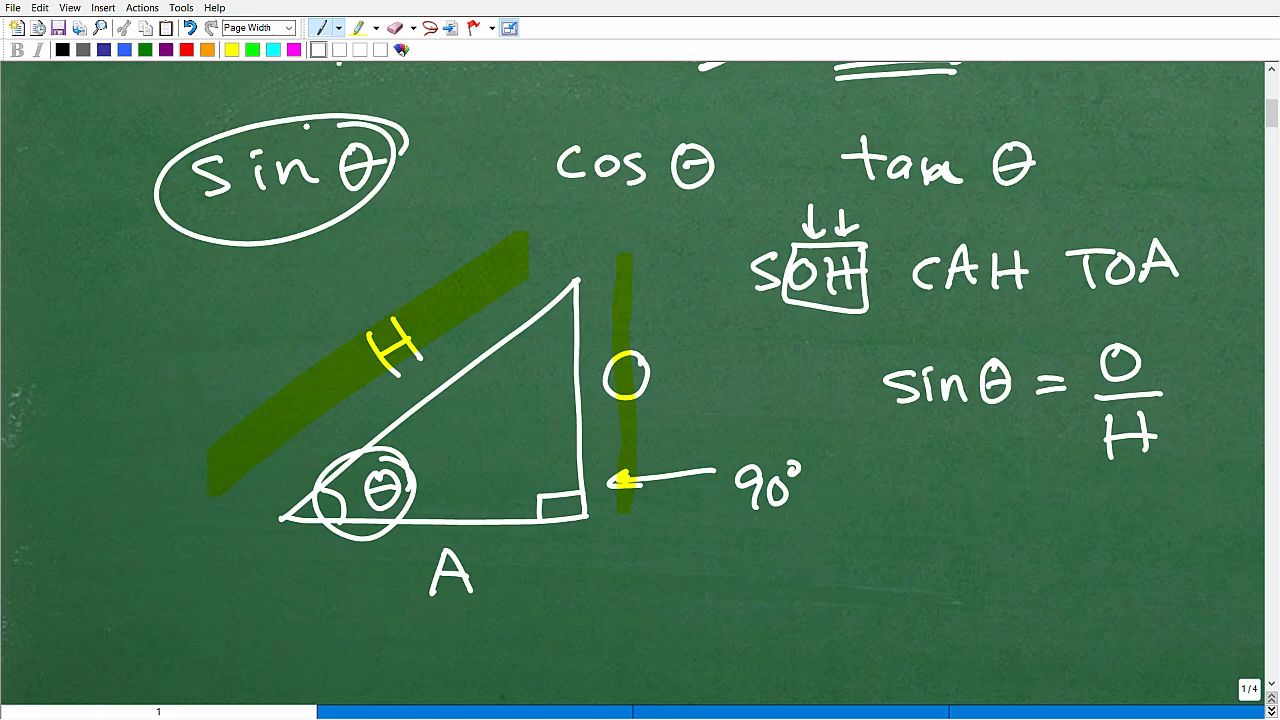 File Edit View Insert Actions Tools Help
Page Width
B I
sin θ cos θ tan θ
SOH CAH TOA
H
O
sin θ = O
H
θ
90°
A
1/4
1